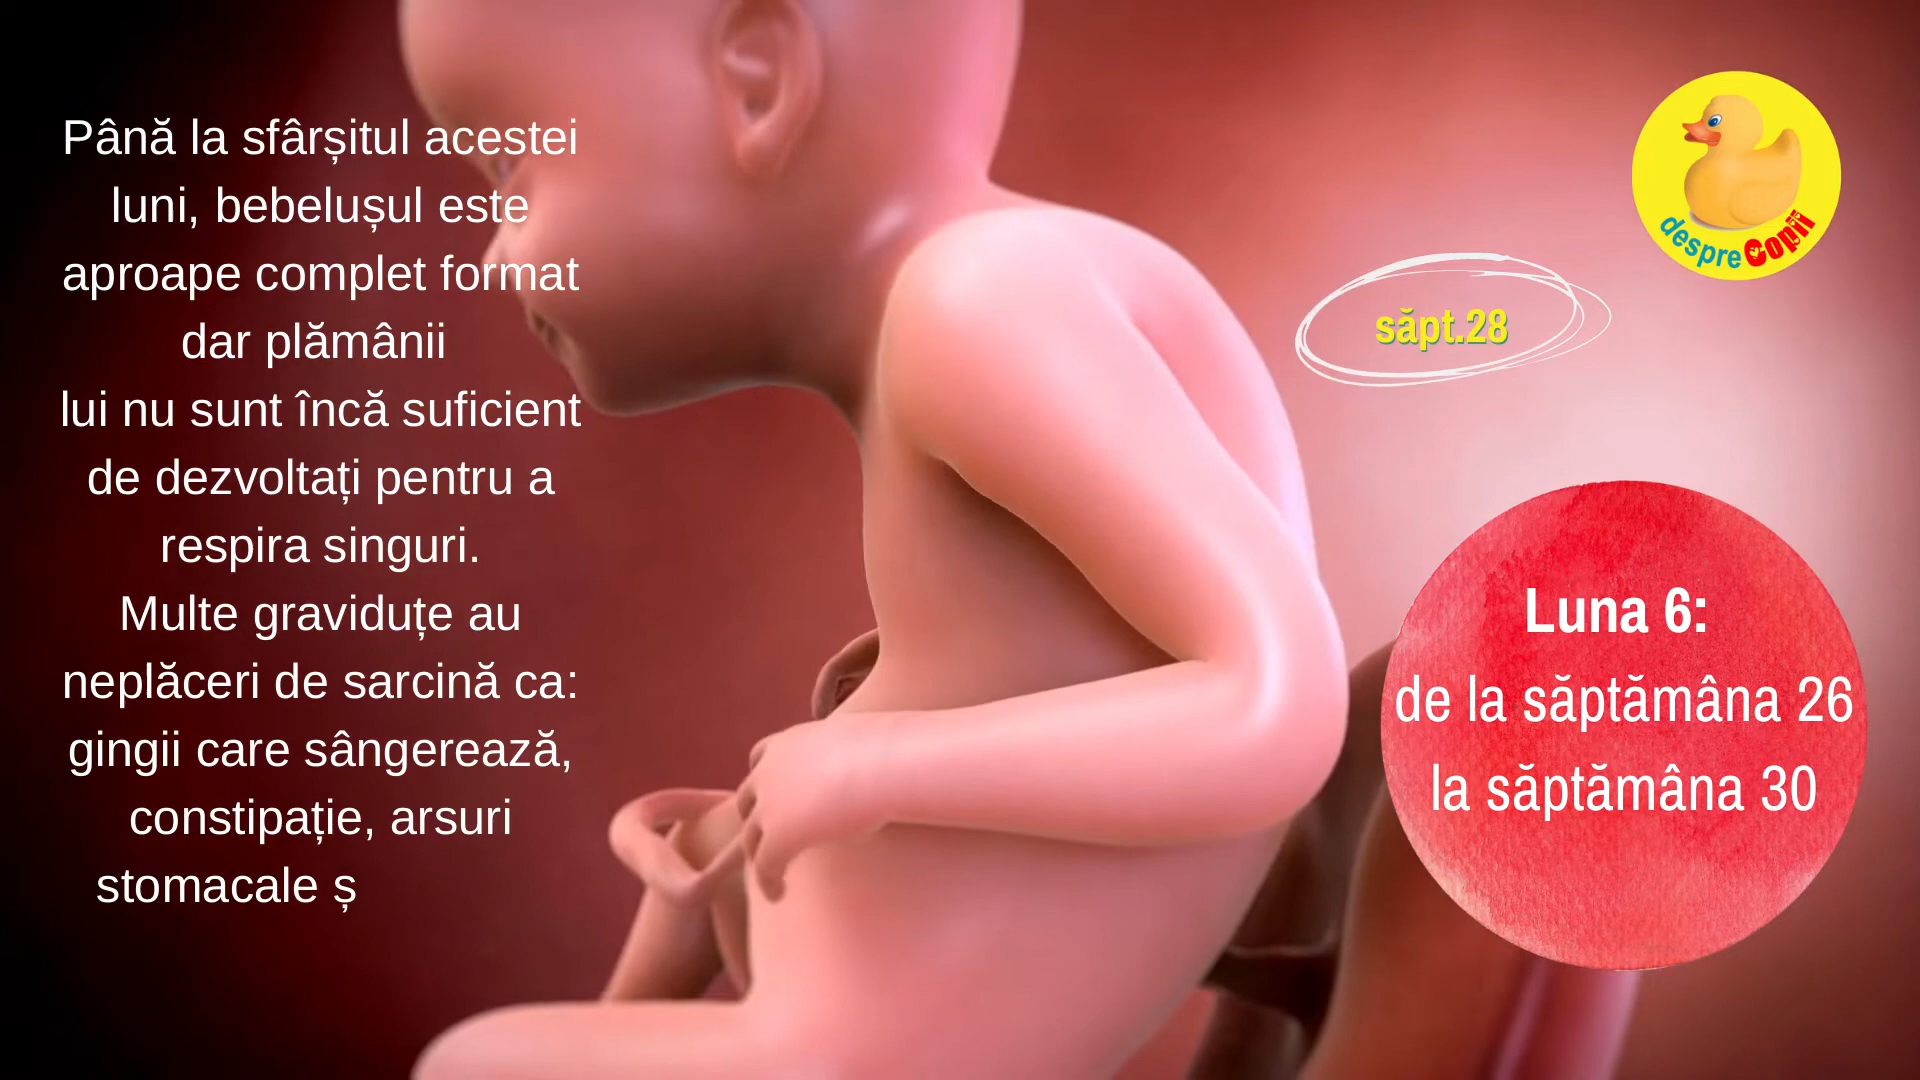 Până la sfârșitul acestei
luni, bebelușul este
aproape complet format
dar plămânii
lui nu sunt încă suficient
de dezvoltați pentru a
respira singuri.
Multe graviduțe au
neplăceri de sarcină ca:
gingii care sângerează,
constipație, arsuri
stomacale ș
despreCopii
săpt.28
Luna 6:
de la săptămâna 26
la săptămâna 30